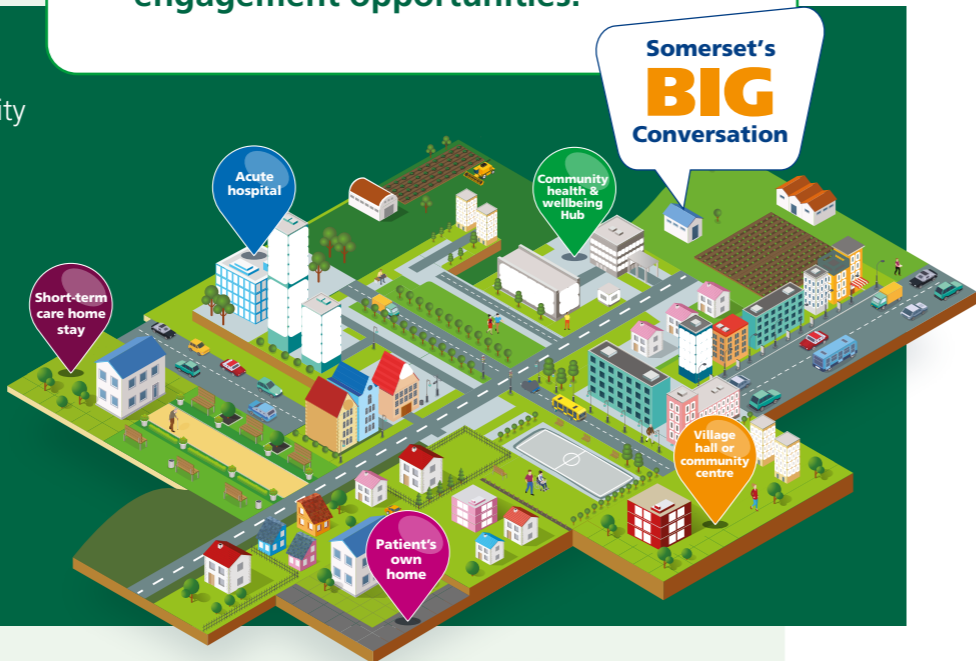 engagement opportunities.
Somerset's
BIG
Conversation
Acute
hospital
Community
health &
wellbeing
Hub
Short-term
care home
stay
Village
hall or
community
centre
Patient's
own
home